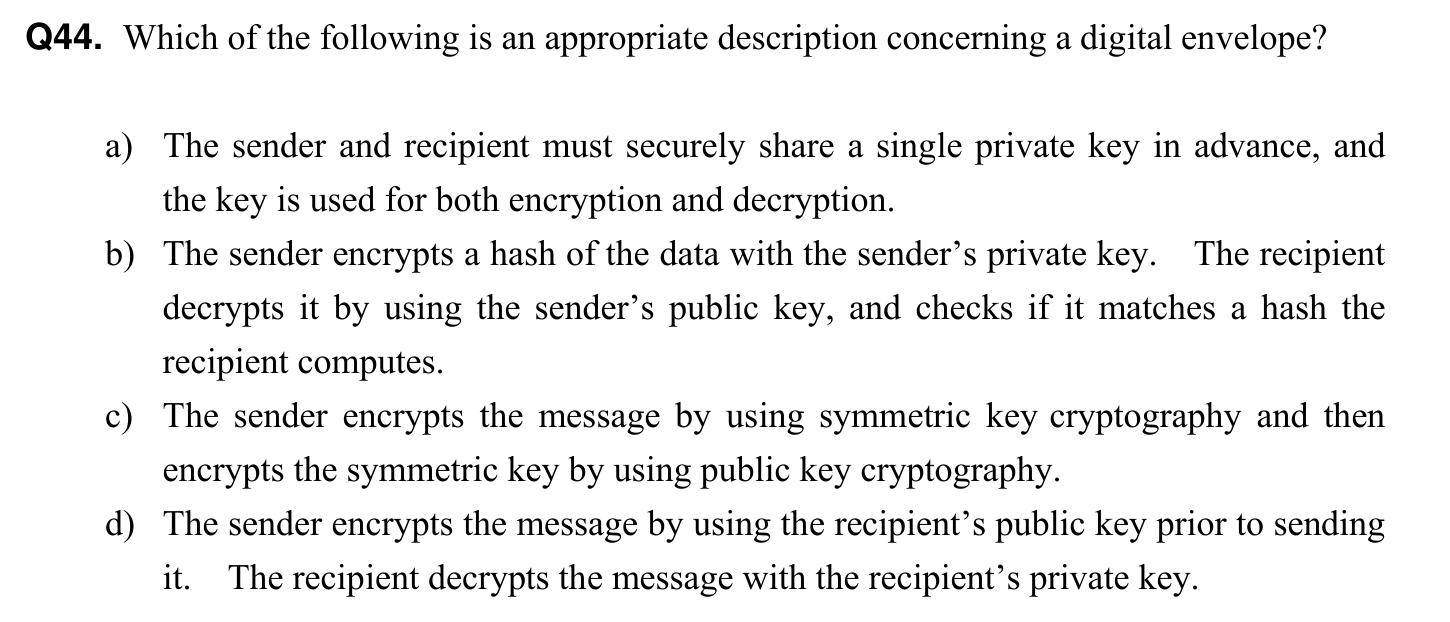 Q44. Which of the following is an appropriate description concerning a digital envelope?
a) The sender and recipient must securely share a single private key in advance, and
the key is used for both encryption and decryption.
b) The sender encrypts a hash of the data with the sender’s private key. The recipient
decrypts it by using the sender’s public key, and checks if it matches a hash the
recipient computes.
c) The sender encrypts the message by using symmetric key cryptography and then
encrypts the symmetric key by using public key cryptography.
d) The sender encrypts the message by using the recipient’s public key prior to sending
it. The recipient decrypts the message with the recipient’s private key.